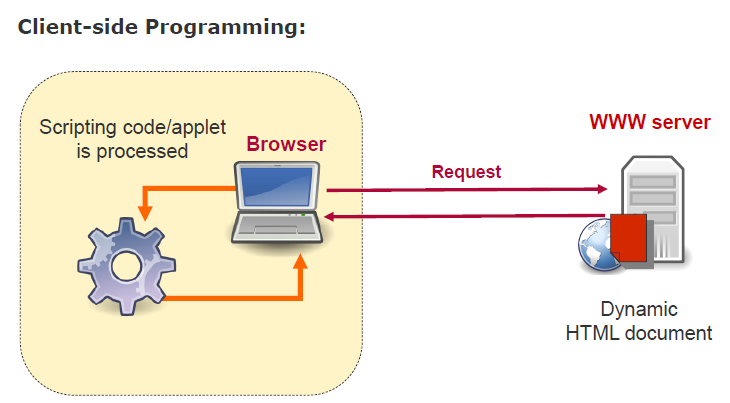 Client-side Programming:
Scripting code/applet
is processed
Browser
Request
WWW server
Dynamic
HTML document